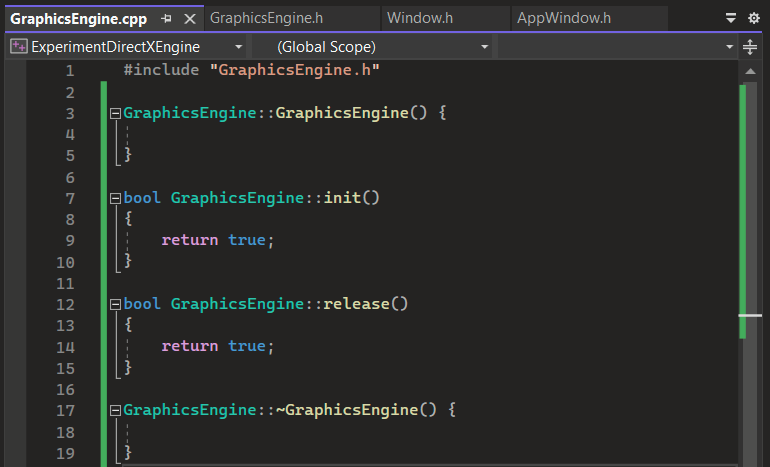 GraphicsEngine.cpp GraphicsEngine.h Window.h AppWindow.h
ExperimentDirectXEngine (Global Scope)
1 #include "GraphicsEngine.h"
2
3 GraphicsEngine::GraphicsEngine() {
4
5 }
6
7 bool GraphicsEngine::init()
8 {
9 return true;
10 }
11
12 bool GraphicsEngine::release()
13 {
14 return true;
15 }
16
17 GraphicsEngine::~GraphicsEngine() {
18
19 }